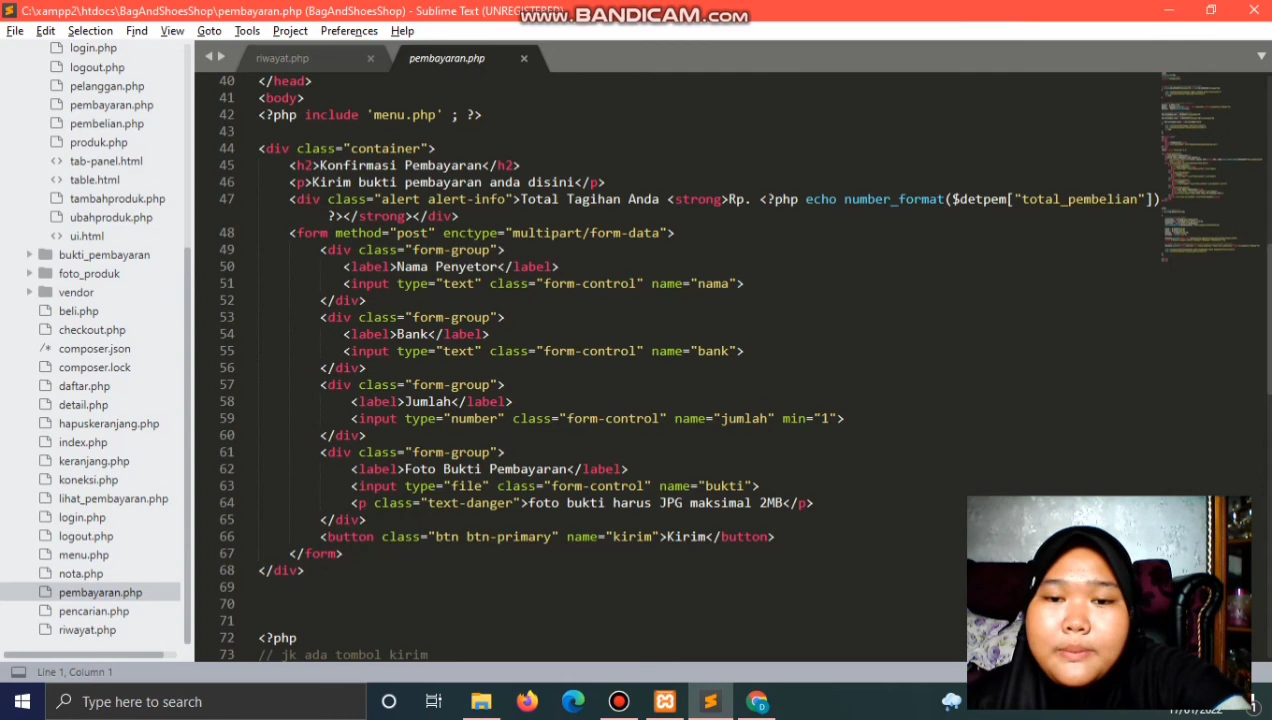 C:\xampp2\htdocs\BagAndShoesShop\pembayaran.php (BagAndShoesShop) - Sublime Text (UNREGISTERED)
www.BANDICAM.com
File Edit Selection Find View Goto Tools Project Preferences Help
riwayat.php
pembayaran.php
login.php
logout.php
pelanggan.php
pembayaran.php
pembelian.php
produk.php
tab-panel.html
table.html
tambahproduk.php
ubahproduk.php
ui.html
bukti_pembayaran
foto_produk
vendor
beli.php
checkout.php
composer.json
composer.lock
daftar.php
detail.php
hapuskeranjang.php
index.php
keranjang.php
koneksi.php
lihat_pembayaran.php
login.php
logout.php
menu.php
nota.php
pembayaran.php
pencarian.php
riwayat.php
40 </head>
41 <body>
42 <?php include 'menu.php' ; ?>
43
44 <div class="container">
45 <h2>Konfirmasi Pembayaran</h2>
46 <p>Kirim bukti pembayaran anda disini</p>
47 <div class="alert alert-info">Total Tagihan Anda <strong>Rp. <?php echo number_format($detpem["total_pembelian"])
?></strong></div>
48 <form method="post" enctype="multipart/form-data">
49 <div class="form-group">
50 <label>Nama Penyetor</label>
51 <input type="text" class="form-control" name="nama">
52 </div>
53 <div class="form-group">
54 <label>Bank</label>
55 <input type="text" class="form-control" name="bank">
56 </div>
57 <div class="form-group">
58 <label>Jumlah</label>
59 <input type="number" class="form-control" name="jumlah" min="1">
60 </div>
61 <div class="form-group">
62 <label>Foto Bukti Pembayaran</label>
63 <input type="file" class="form-control" name="bukti">
64 <p class="text-danger">foto bukti harus JPG maksimal 2MB</p>
65 </div>
66 <button class="btn btn-primary" name="kirim">Kirim</button>
67 </form>
68 </div>
69
70
71
72 <?php
73 // jk ada tombol kirim
Line 1, Column 1
Type here to search